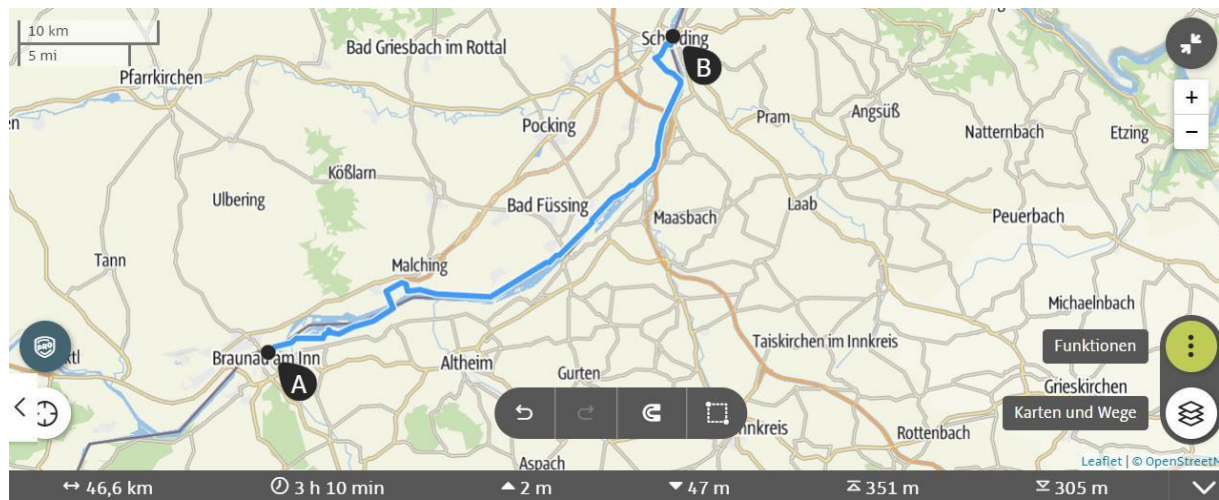 10 km
5 mi
Bad Griesbach im Rottal
Pfarrkirchen
Pocking
Pram
Angsüß
Natternbach
Etzing
Kößlarn
Ulbering
Bad Füssing
Maasbach
Laab
Peuerbach
Tann
Malching
Michaelnbach
Taiskirchen im Innkreis
Altheim
Gurten
Grieskirchen
Rottenbach
Aspach
B
A
+
−
PRO
Funktionen
Karten und Wege
Leaflet | © OpenStreetM
46,6 km
3 h 10 min
2 m
47 m
351 m
305 m